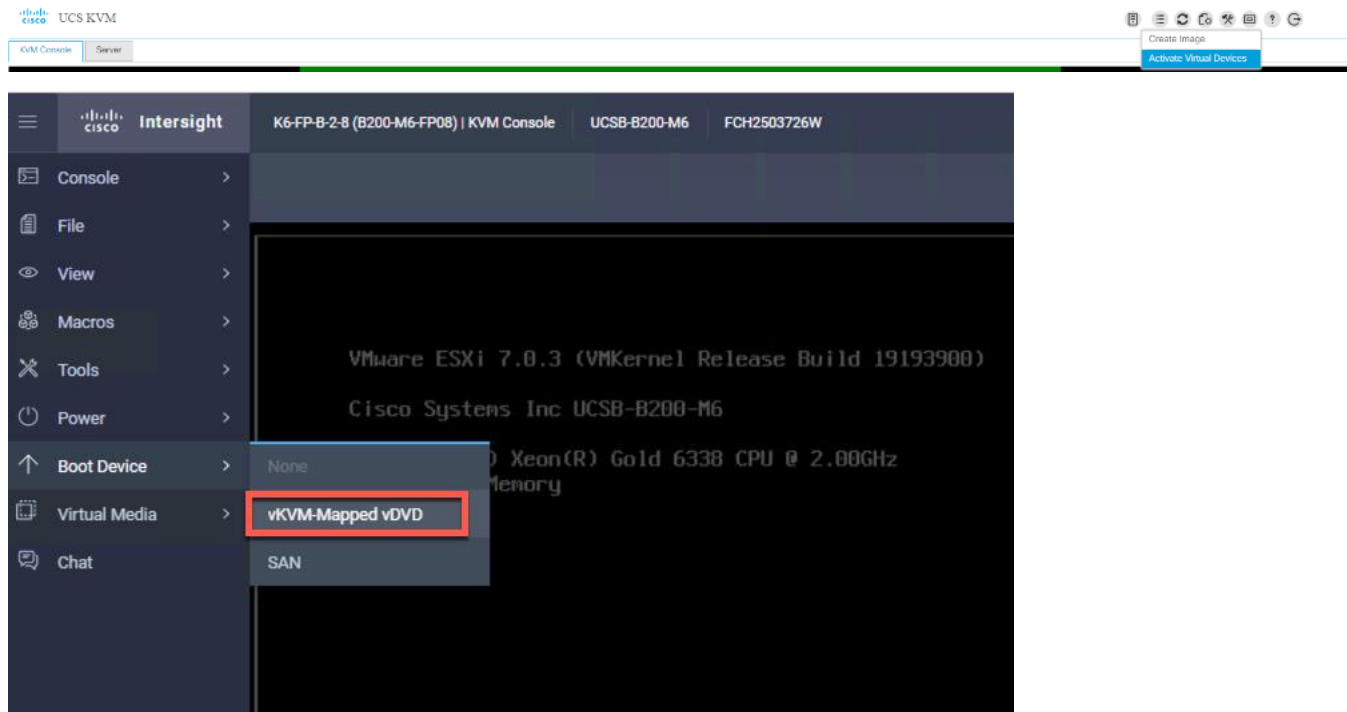 cisco UCS KVM
KVM Console Server
Create Image
Activate Virtual Devices
cisco Intersight K6-FP-B-2-8 (B200-M6-FP08) | KVM Console UCSB-B200-M6 FCH2503726W
Console
File
View
Macros
VMware ESXi 7.0.3 (VMKernel Release Build 19193900)
Tools
Cisco Systems Inc UCSB-B200-M6
Power
) Xeon(R) Gold 6338 CPU @ 2.00GHz
Boot Device None
Memory
Virtual Media vKVM-Mapped vDVD
Chat SAN